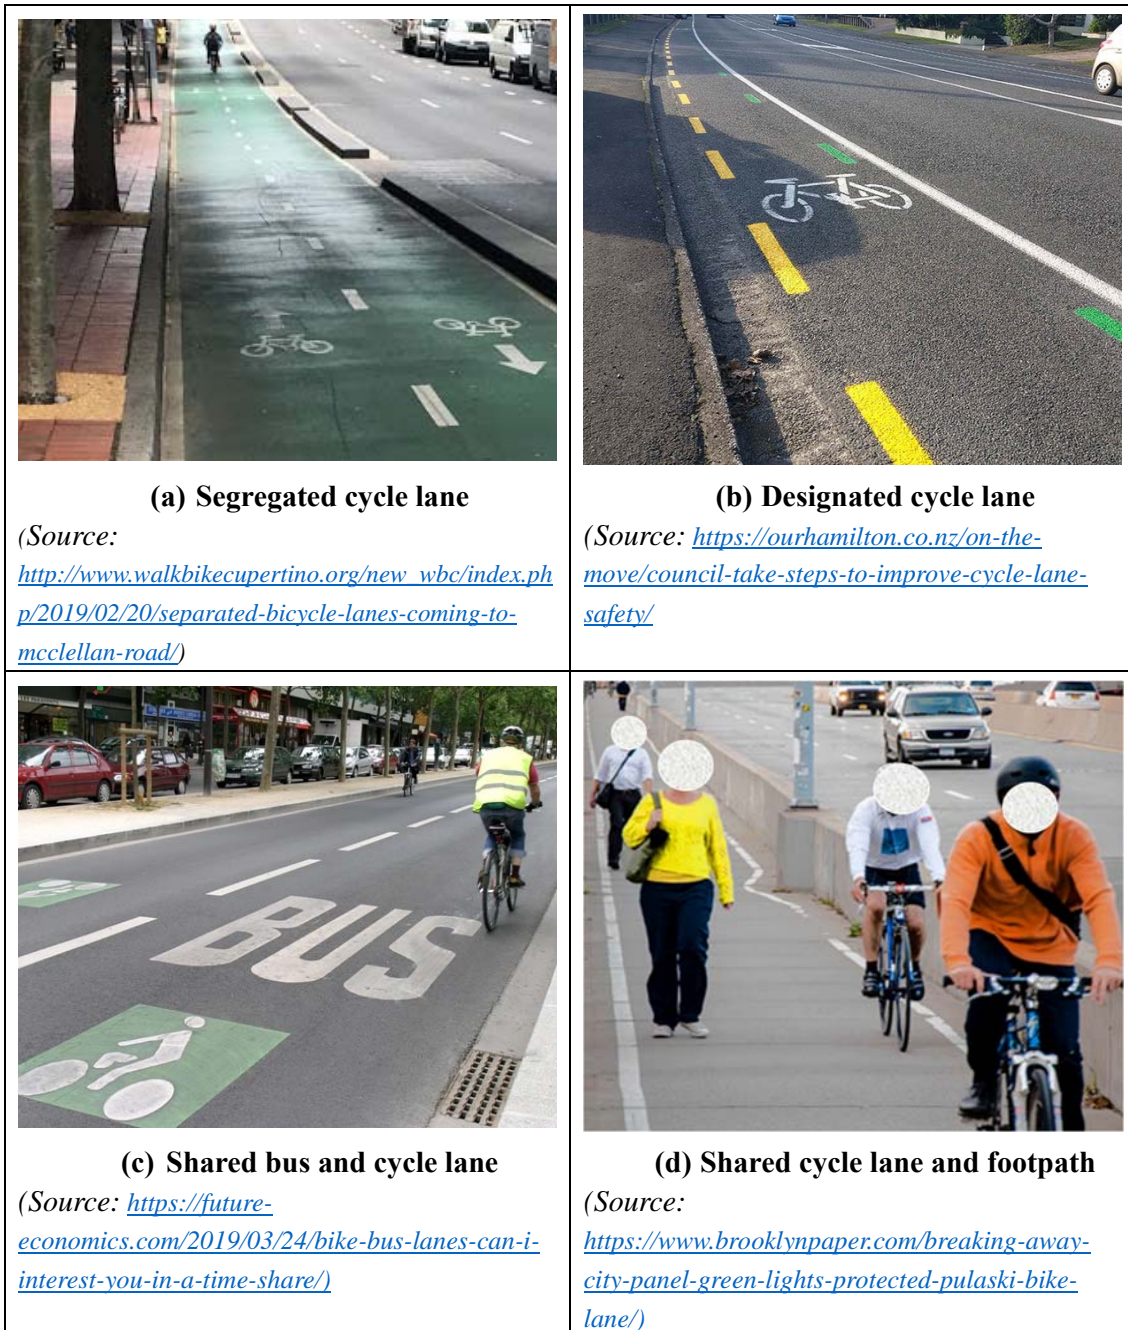 (a) Segregated cycle lane
(Source:
http://www.walkbikecupertino.org/new_wbc/index.ph
p/2019/02/20/separated-bicycle-lanes-coming-to-
mcclellan-road/)
(b) Designated cycle lane
(Source: https://ourhamilton.co.nz/on-the-
move/council-take-steps-to-improve-cycle-lane-
safety/
BUS
(c) Shared bus and cycle lane
(Source: https://future-
economics.com/2019/03/24/bike-bus-lanes-can-i-
interest-you-in-a-time-share/)
(d) Shared cycle lane and footpath
(Source:
https://www.brooklynpaper.com/breaking-away-
city-panel-green-lights-protected-pulaski-bike-
lane/)